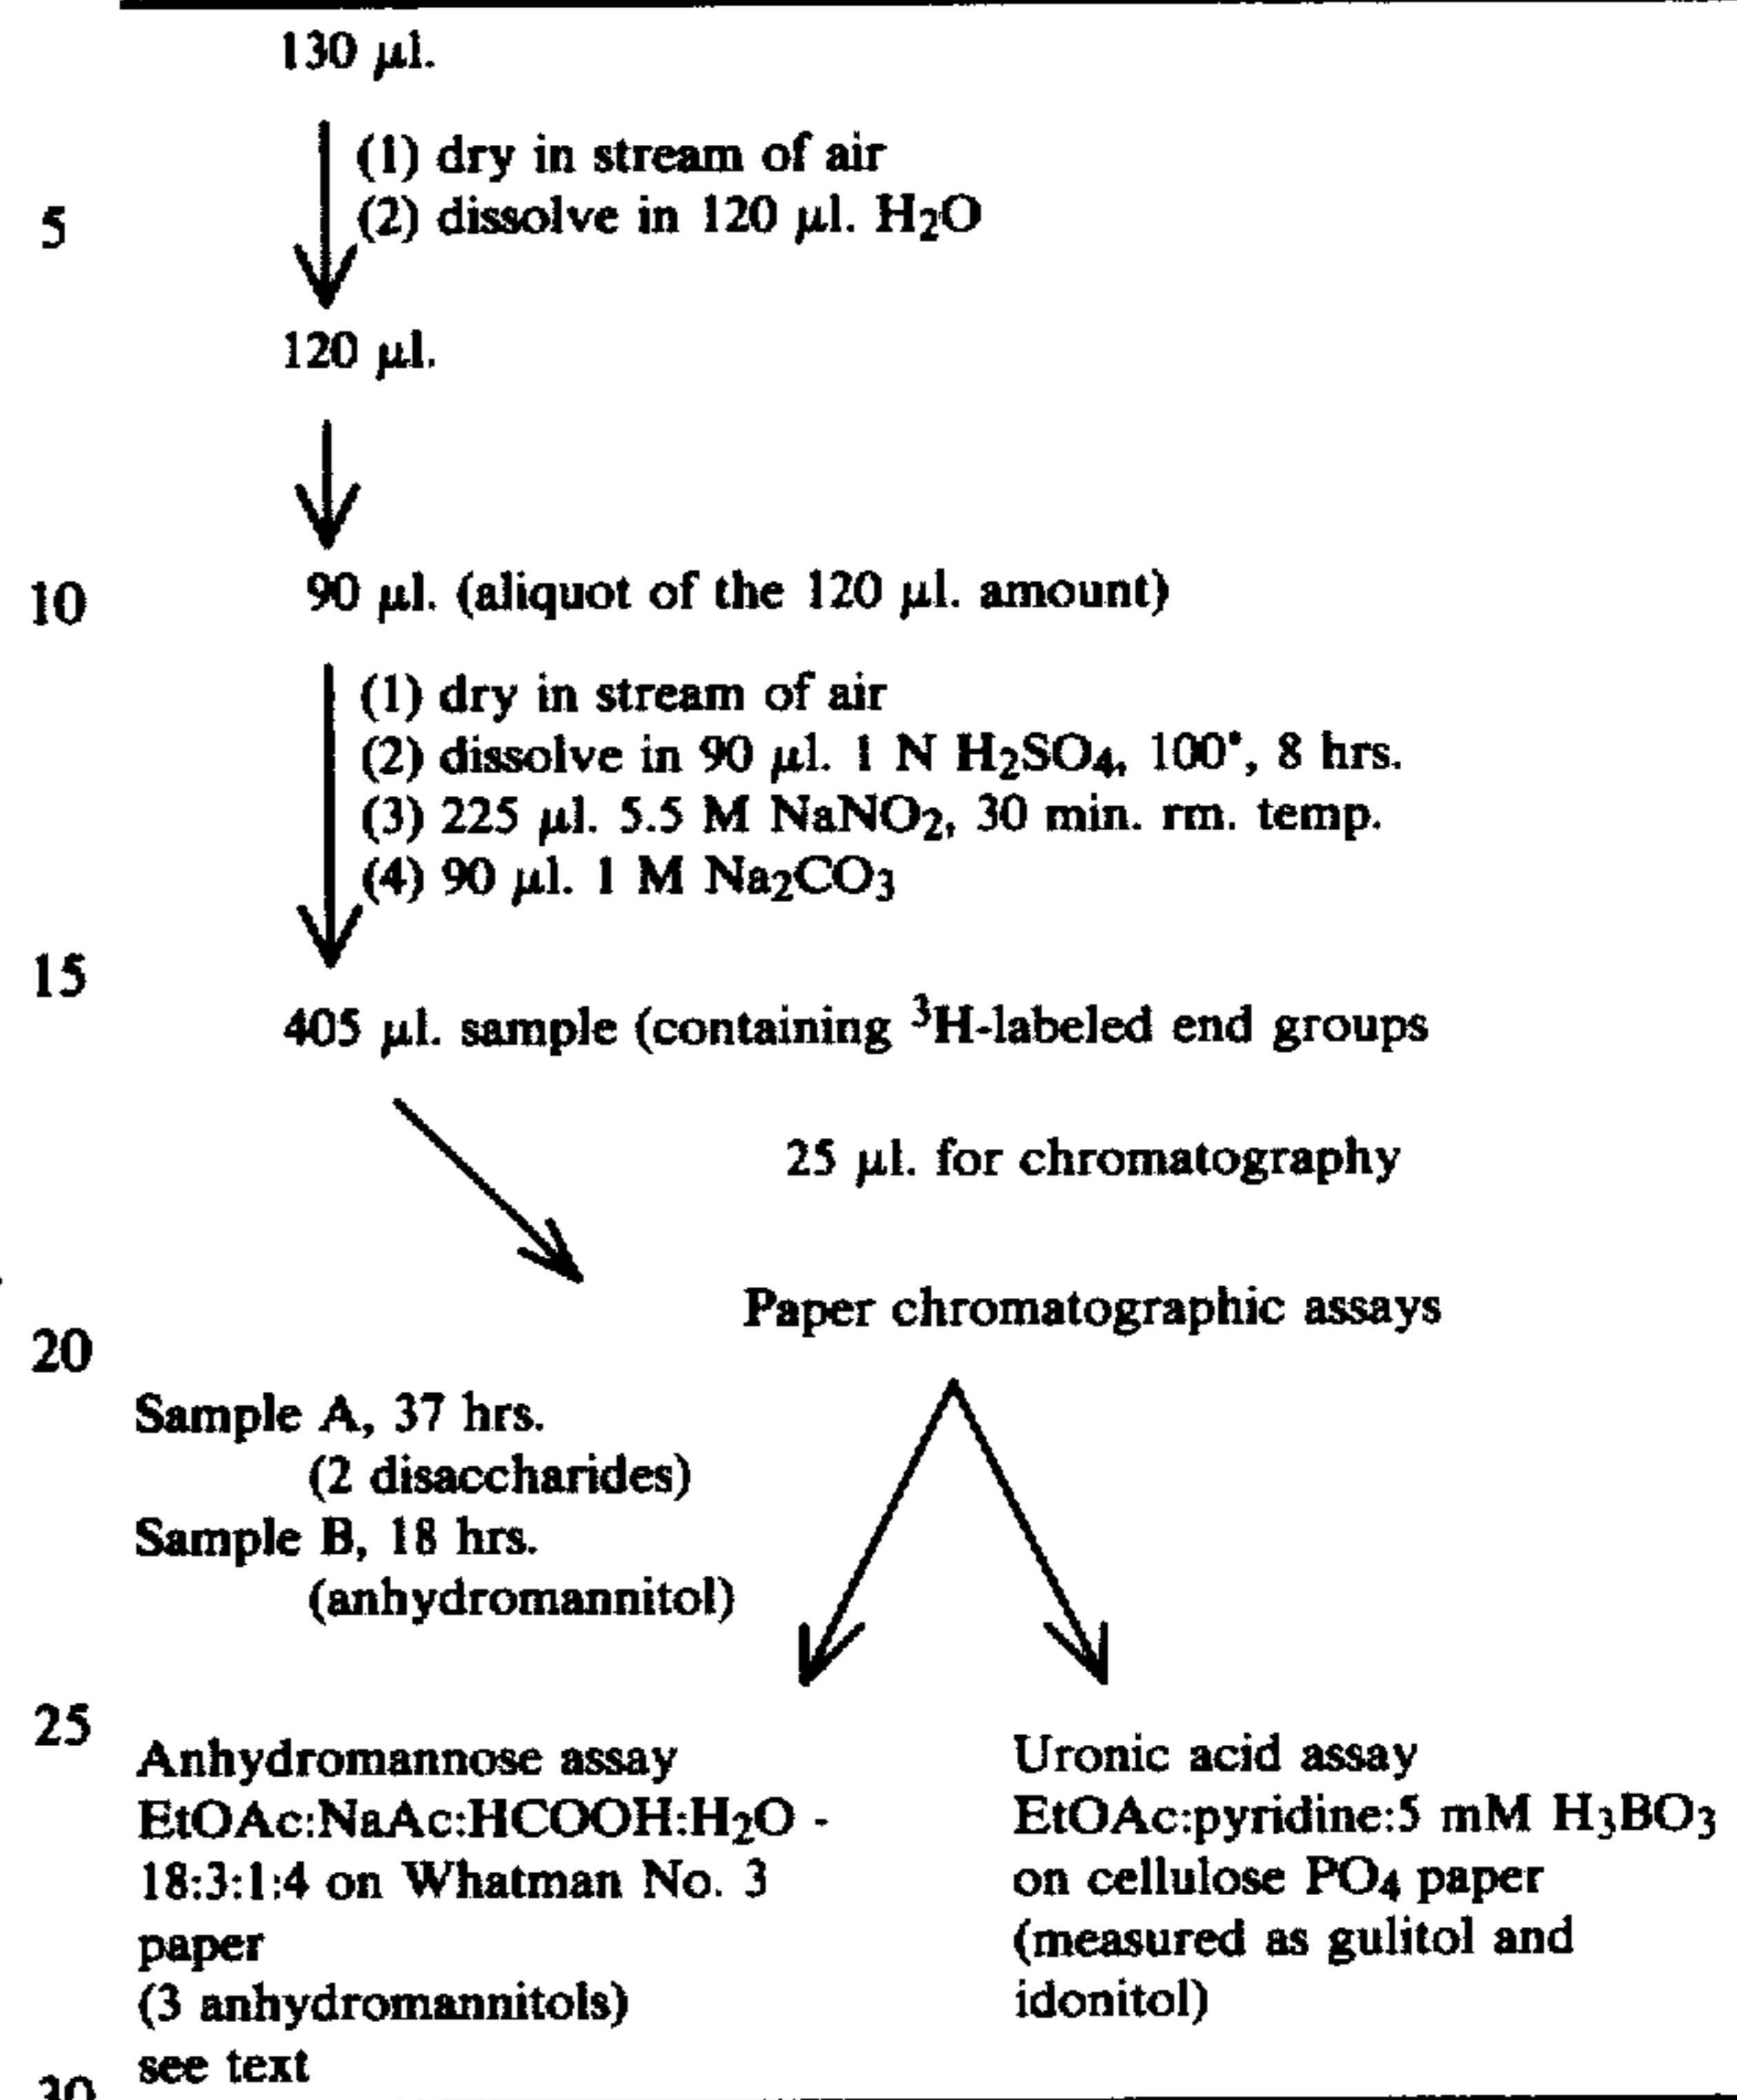 130 μl.
(1) dry in stream of air
5 (2) dissolve in 120 μl. H₂O
120 μl.
10 90 μl. (aliquot of the 120 μl. amount)
(1) dry in stream of air
(2) dissolve in 90 μl. 1 N H₂SO₄, 100°, 8 hrs.
(3) 225 μl. 5.5 M NaNO₂, 30 min. rm. temp.
(4) 90 μl. 1 M Na₂CO₃
15
405 μl. sample (containing ³H-labeled end groups
25 μl. for chromatography
Paper chromatographic assays
20
Sample A, 37 hrs.
(2 disaccharides)
Sample B, 18 hrs.
(anhydromannitol)
25
Anhydromannose assay
EtOAc:NaAc:HCOOH:H₂O -
18:3:1:4 on Whatman No. 3
paper
(3 anhydromannitols)
see text
Uronic acid assay
EtOAc:pyridine:5 mM H₃BO₃
on cellulose PO₄ paper
(measured as gulitol and
idonitol)
30